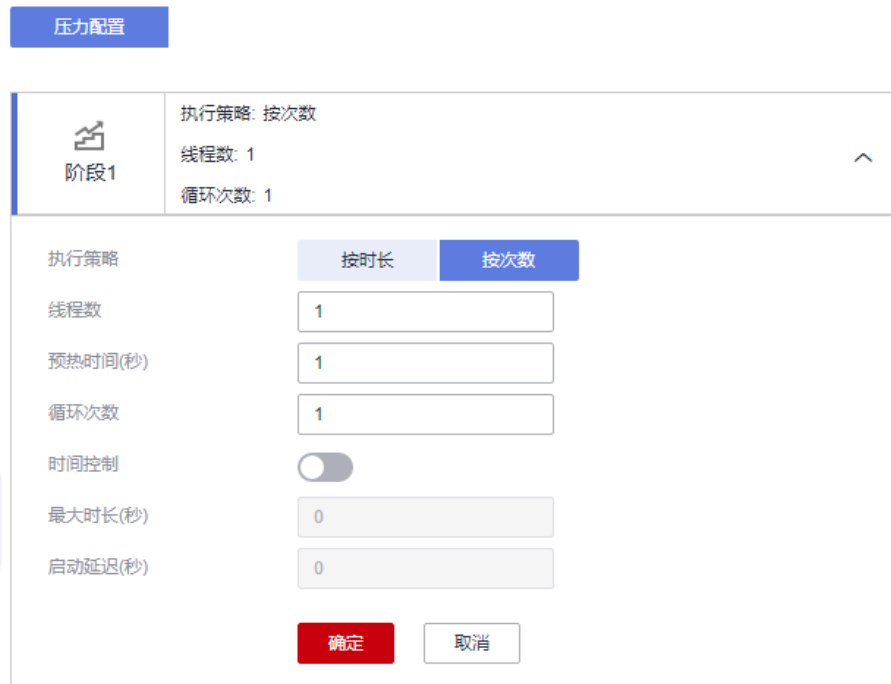 压力配置
执行策略: 按次数
线程数: 1
阶段1
循环次数: 1
执行策略 按时长 按次数
线程数 1
预热时间(秒) 1
循环次数 1
时间控制
最大时长(秒) 0
启动延迟(秒) 0
确定 取消